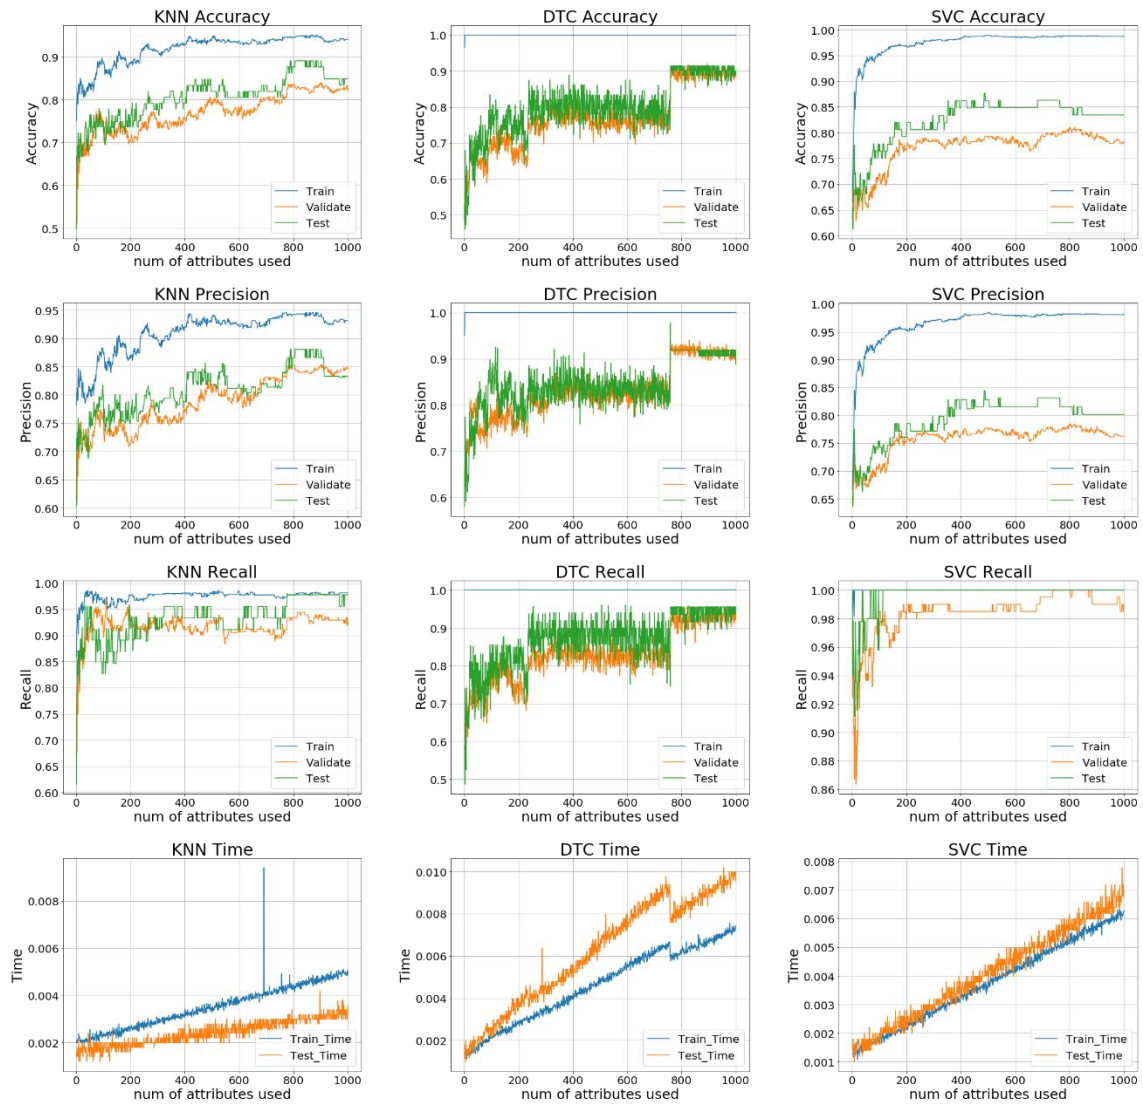 KNN Accuracy
Accuracy
0.9
0.8
0.7
0.6
0.5
Train
Validate
Test
0 200 400 600 800 1000
num of attributes used
DTC Accuracy
Accuracy
1.0
0.9
0.8
0.7
0.6
0.5
Train
Validate
Test
0 200 400 600 800 1000
num of attributes used
SVC Accuracy
Accuracy
1.00
0.95
0.90
0.85
0.80
0.75
0.70
0.65
0.60
Train
Validate
Test
0 200 400 600 800 1000
num of attributes used
KNN Precision
Precision
0.95
0.90
0.85
0.80
0.75
0.70
0.65
0.60
Train
Validate
Test
0 200 400 600 800 1000
num of attributes used
DTC Precision
Precision
1.0
0.9
0.8
0.7
0.6
Train
Validate
Test
0 200 400 600 800 1000
num of attributes used
SVC Precision
Precision
1.00
0.95
0.90
0.85
0.80
0.75
0.70
0.65
Train
Validate
Test
0 200 400 600 800 1000
num of attributes used
KNN Recall
Recall
1.00
0.95
0.90
0.85
0.80
0.75
0.70
0.65
0.60
Train
Validate
Test
0 200 400 600 800 1000
num of attributes used
DTC Recall
Recall
1.0
0.9
0.8
0.7
0.6
0.5
Train
Validate
Test
0 200 400 600 800 1000
num of attributes used
SVC Recall
Recall
1.00
0.98
0.96
0.94
0.92
0.90
0.88
0.86
Train
Validate
Test
0 200 400 600 800 1000
num of attributes used
KNN Time
Time
0.008
0.006
0.004
0.002
Train_Time
Test_Time
0 200 400 600 800 1000
num of attributes used
DTC Time
Time
0.010
0.008
0.006
0.004
0.002
Train_Time
Test_Time
0 200 400 600 800 1000
num of attributes used
SVC Time
Time
0.008
0.007
0.006
0.005
0.004
0.003
0.002
0.001
Train_Time
Test_Time
0 200 400 600 800 1000
num of attributes used